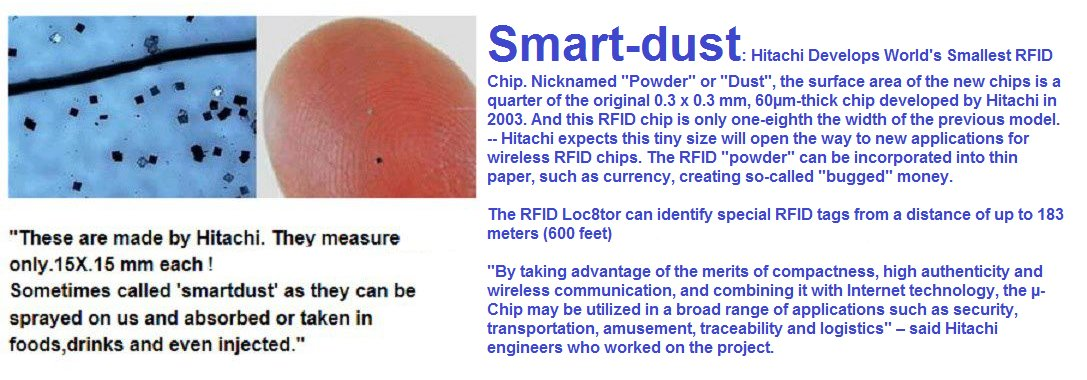 Smart-dust: Hitachi Develops World's Smallest RFID
Chip. Nicknamed "Powder" or "Dust", the surface area of the new chips is a
quarter of the original 0.3 x 0.3 mm, 60µm-thick chip developed by Hitachi in
2003. And this RFID chip is only one-eighth the width of the previous model.
-- Hitachi expects this tiny size will open the way to new applications for
wireless RFID chips. The RFID "powder" can be incorporated into thin
paper, such as currency, creating so-called "bugged" money.
The RFID Loc8tor can identify special RFID tags from a distance of up to 183
meters (600 feet)
"By taking advantage of the merits of compactness, high authenticity and
wireless communication, and combining it with Internet technology, the µ-
Chip may be utilized in a broad range of applications such as security,
transportation, amusement, traceability and logistics" – said Hitachi
engineers who worked on the project.
"These are made by Hitachi. They measure
only.15X.15 mm each !
Sometimes called 'smartdust' as they can be
sprayed on us and absorbed or taken in
foods,drinks and even injected."